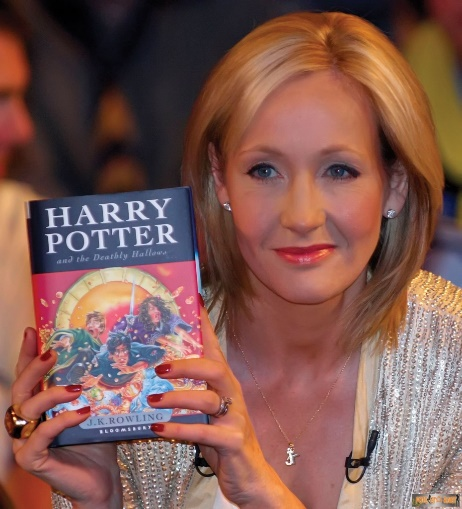 HARRY
POTTER
and the Deathly Hallows
J.K. ROWLING
BLOOMSBURY